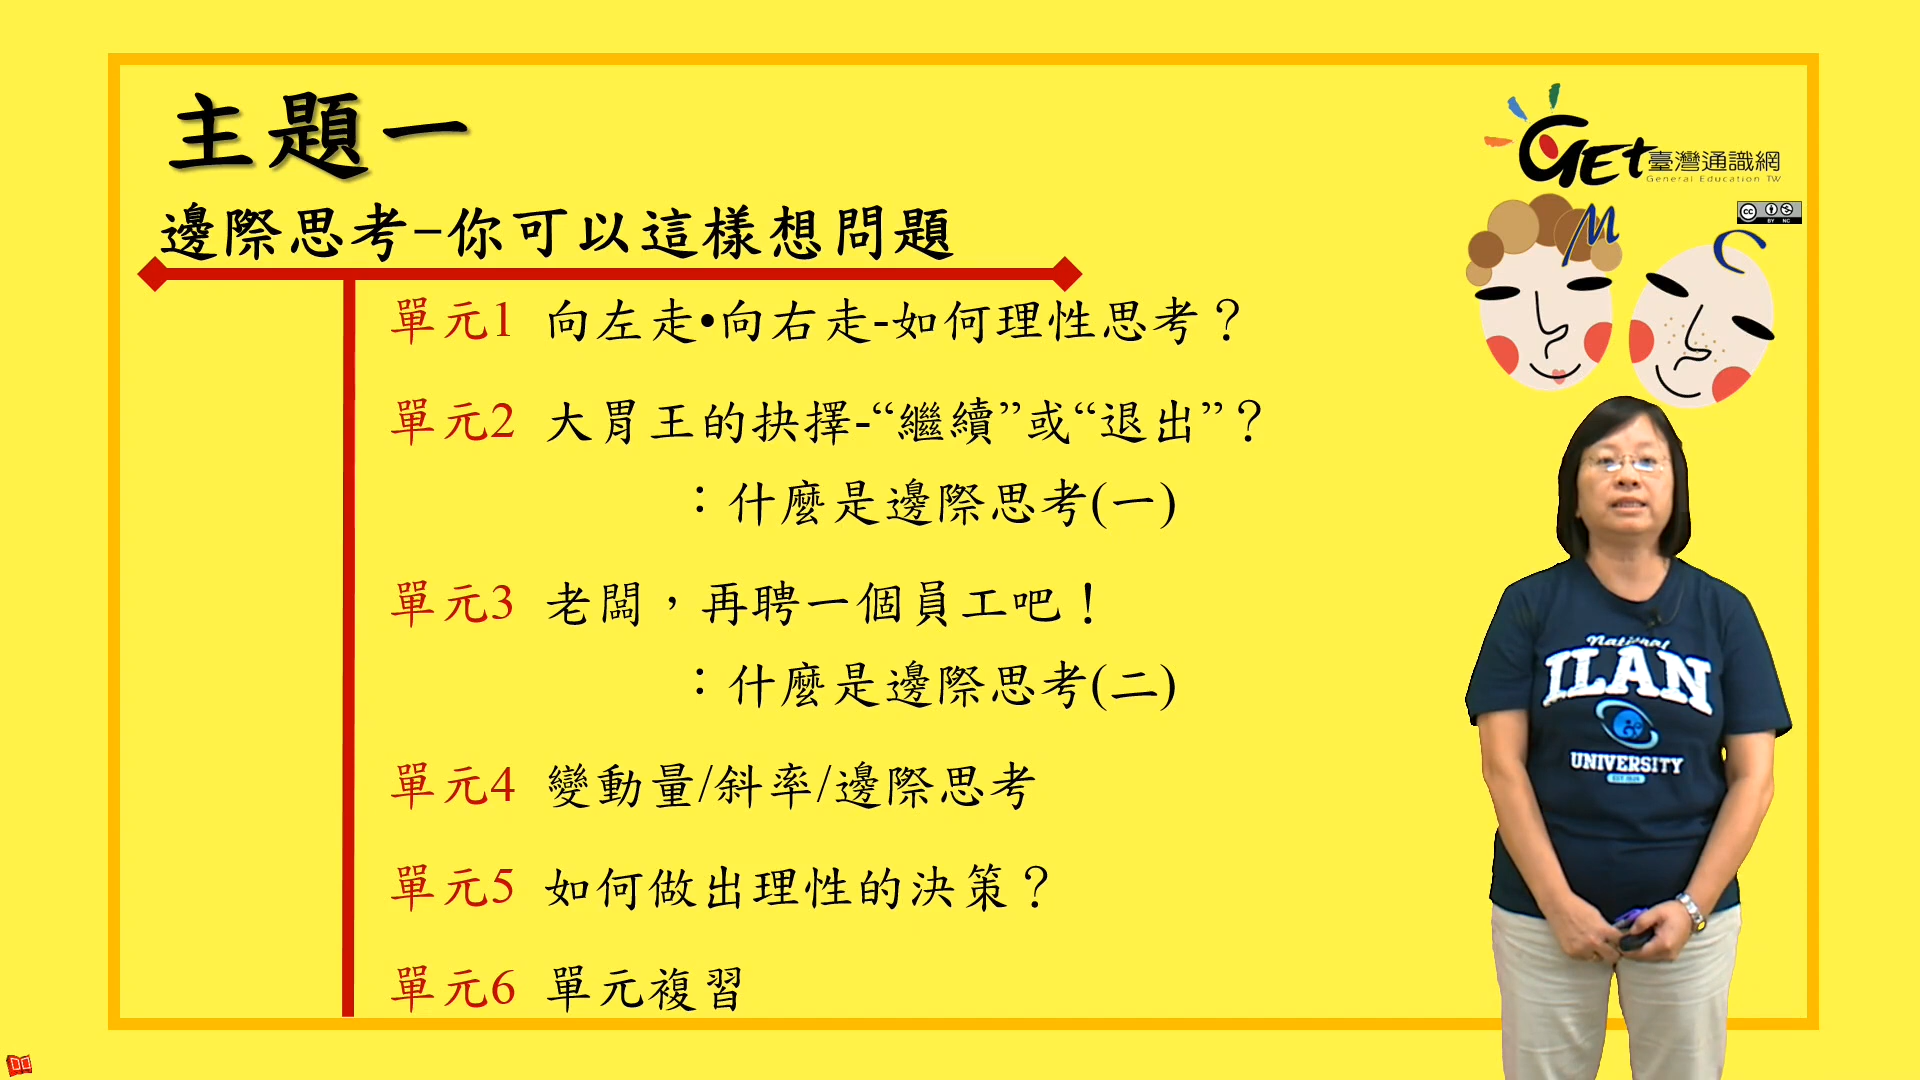 主題一
邊際思考-你可以這樣想問題
單元1 向左走•向右走-如何理性思考？
單元2 大胃王的抉擇-“繼續”或“退出”？
：什麼是邊際思考(一)
單元3 老闆，再聘一個員工吧！
：什麼是邊際思考(二)
單元4 變動量/斜率/邊際思考
單元5 如何做出理性的決策？
單元6 單元複習
GEt臺灣通識網
General Education TW
cc BY NC
M C
National
ILAN
UNIVERSITY
EST. 1926